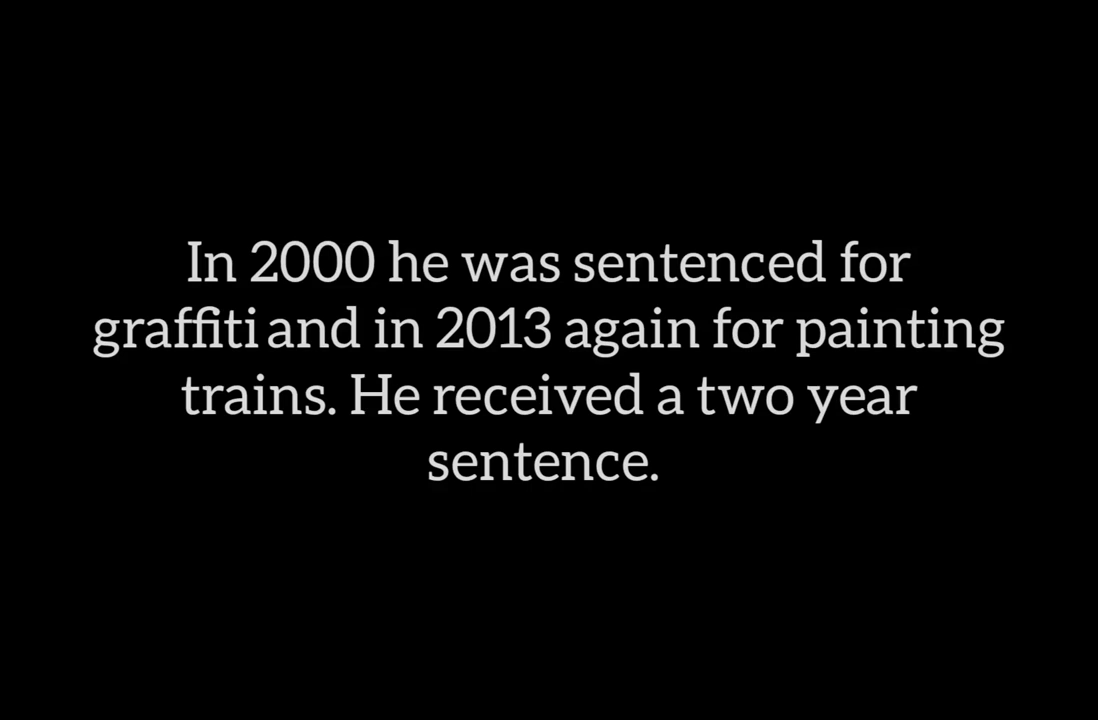 In 2000 he was sentenced for
graffiti and in 2013 again for painting
trains. He received a two year
sentence.